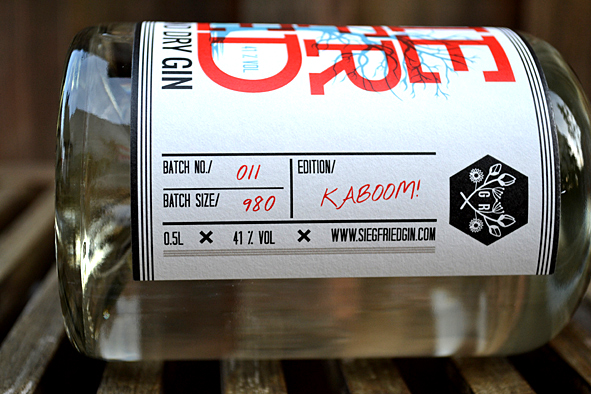 DRY GIN
41% VOL
BATCH NO./ 011
EDITION/
KABOOM!
BATCH SIZE/ 980
0.5L × 41 % VOL × WWW.SIEGFRIEDGIN.COM
GR